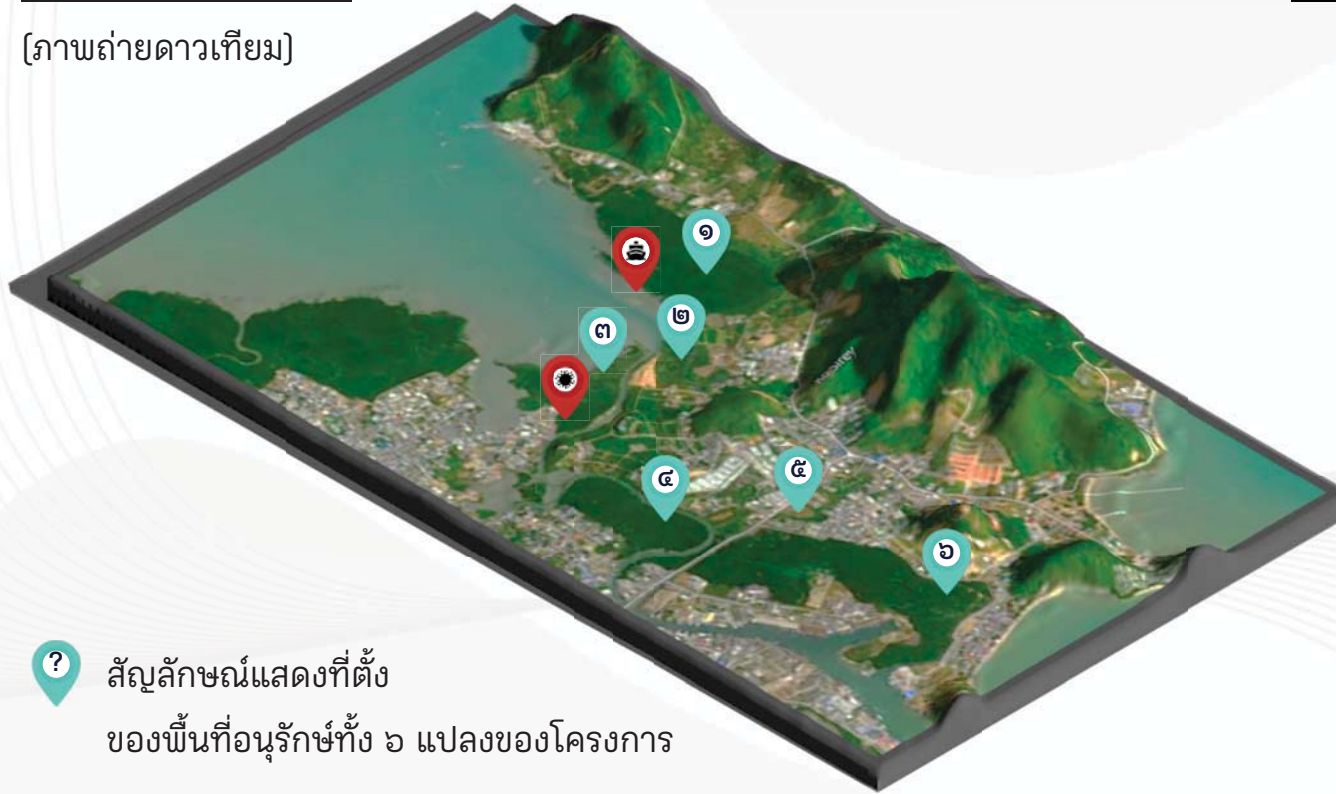 (ภาพถ่ายดาวเทียม)
๑
๒
๓
๔
๕
๖
?
สัญลักษณ์แสดงที่ตั้ง
ของพื้นที่อนุรักษ์ทั้ง ๖ แปลงของโครงการ